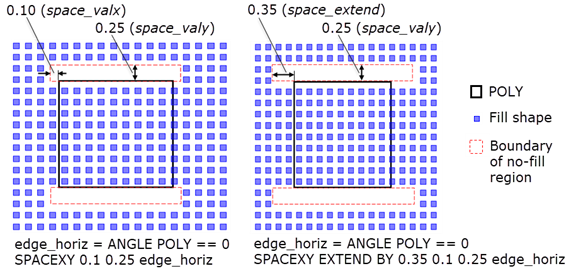 0.10 (space_valx)
0.25 (space_valy)
0.35 (space_extend)
0.25 (space_valy)
POLY
Fill shape
Boundary
of no-fill
region
edge_horiz = ANGLE POLY == 0
SPACEXY 0.1 0.25 edge_horiz
edge_horiz = ANGLE POLY == 0
SPACEXY EXTEND BY 0.35 0.1 0.25 edge_horiz